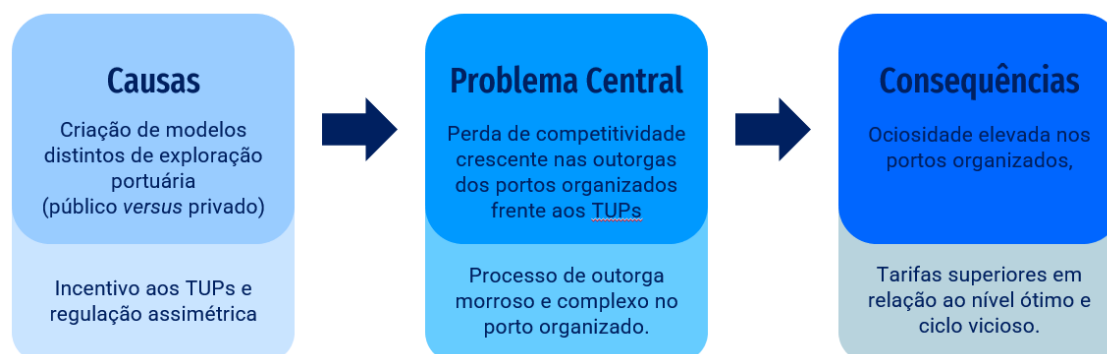 Causas
Criação de modelos
distintos de exploração
portuária
(público versus privado)
Incentivo aos TUPs e
regulação assimétrica
Problema Central
Perda de competitividade
crescente nas outorgas
dos portos organizados
frente aos TUPs
Processo de outorga
morroso e complexo no
porto organizado.
Consequências
Ociosidade elevada nos
portos organizados,
Tarifas superiores em
relação ao nível ótimo e
ciclo vicioso.